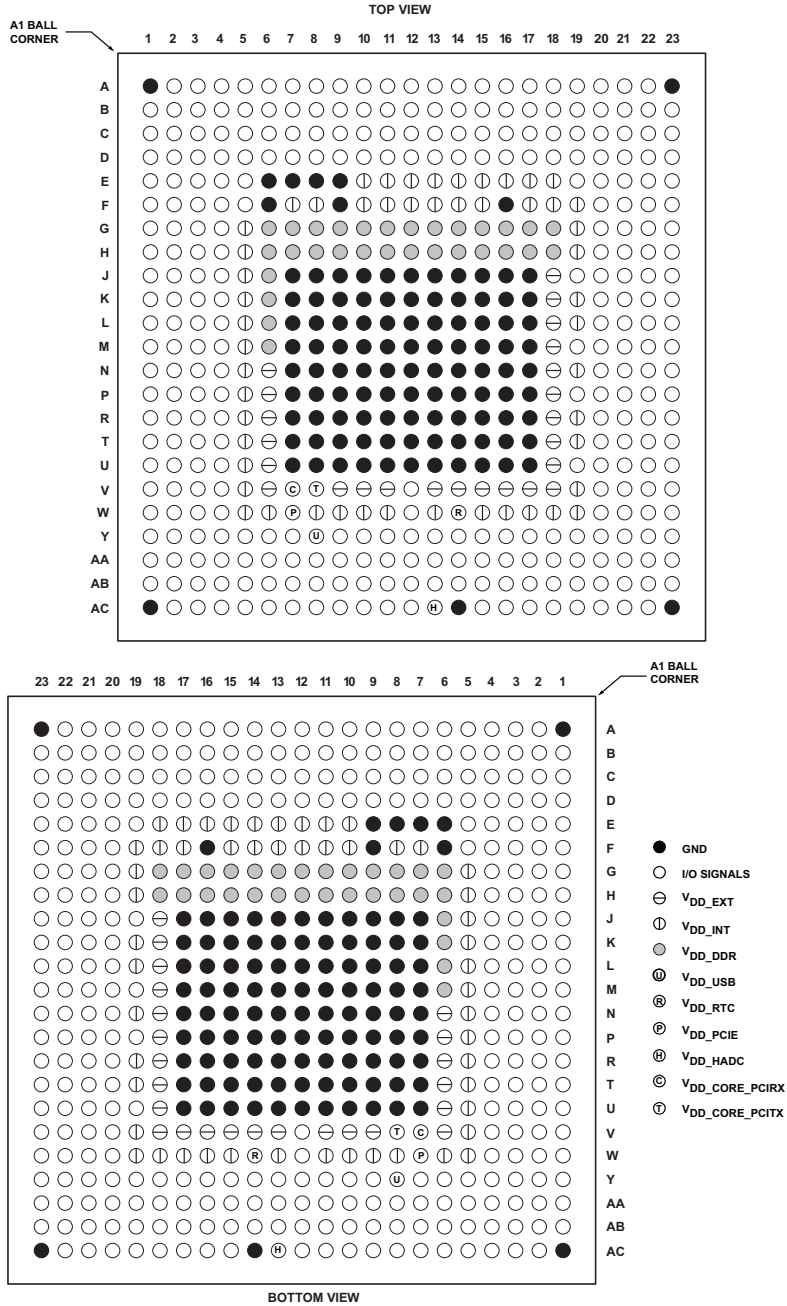 TOP VIEW
A1 BALL
CORNER
1 2 3 4 5 6 7 8 9 10 11 12 13 14 15 16 17 18 19 20 21 22 23
A
B
C
D
E
F
G
H
J
K
L
M
N
P
R
T
U
V C T
W P R
Y U
AA
AB
AC H
A1 BALL
CORNER
23 22 21 20 19 18 17 16 15 14 13 12 11 10 9 8 7 6 5 4 3 2 1
A
B
C
D
E
F
G
H
J
K
L
M
N
P
R
T
U
T C V
R P W
U Y
AA
AB
H AC
GND
I/O SIGNALS
VDD_EXT
VDD_INT
VDD_DDR
U VDD_USB
R VDD_RTC
P VDD_PCIE
H VDD_HADC
C VDD_CORE_PCIRX
T VDD_CORE_PCITX
BOTTOM VIEW